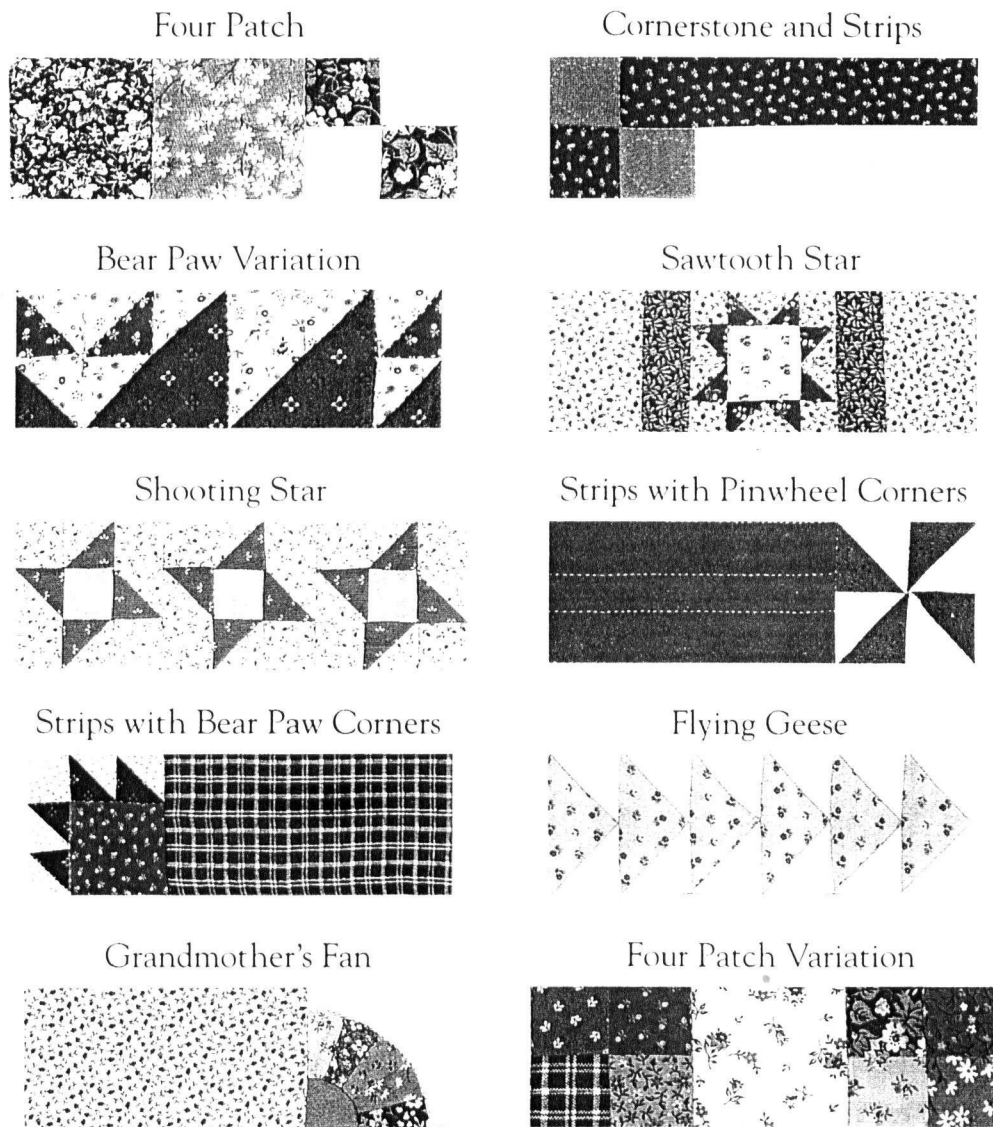 Four Patch
Cornerstone and Strips
Bear Paw Variation
Sawtooth Star
Shooting Star
Strips with Pinwheel Corners
Strips with Bear Paw Corners
Flying Geese
Grandmother's Fan
Four Patch Variation